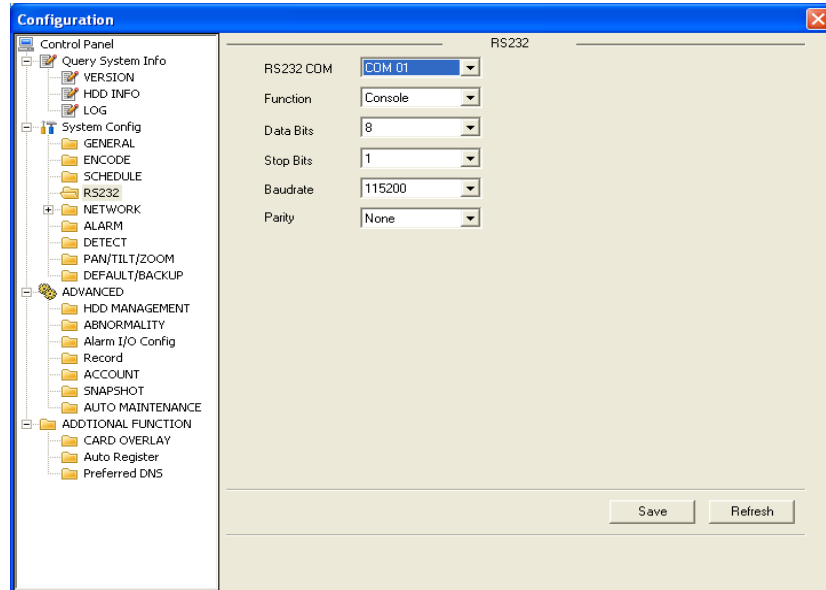 Configuration
Control Panel
Query System Info
VERSION
HDD INFO
LOG
System Config
GENERAL
ENCODE
SCHEDULE
RS232
NETWORK
ALARM
DETECT
PAN/TILT/ZOOM
DEFAULT/BACKUP
ADVANCED
HDD MANAGEMENT
ABNORMALITY
Alarm I/O Config
Record
ACCOUNT
SNAPSHOT
AUTO MAINTENANCE
ADDTIONAL FUNCTION
CARD OVERLAY
Auto Register
Preferred DNS
RS232
RS232 COM COM 01
Function Console
Data Bits 8
Stop Bits 1
Baudrate 115200
Parity None
Save Refresh